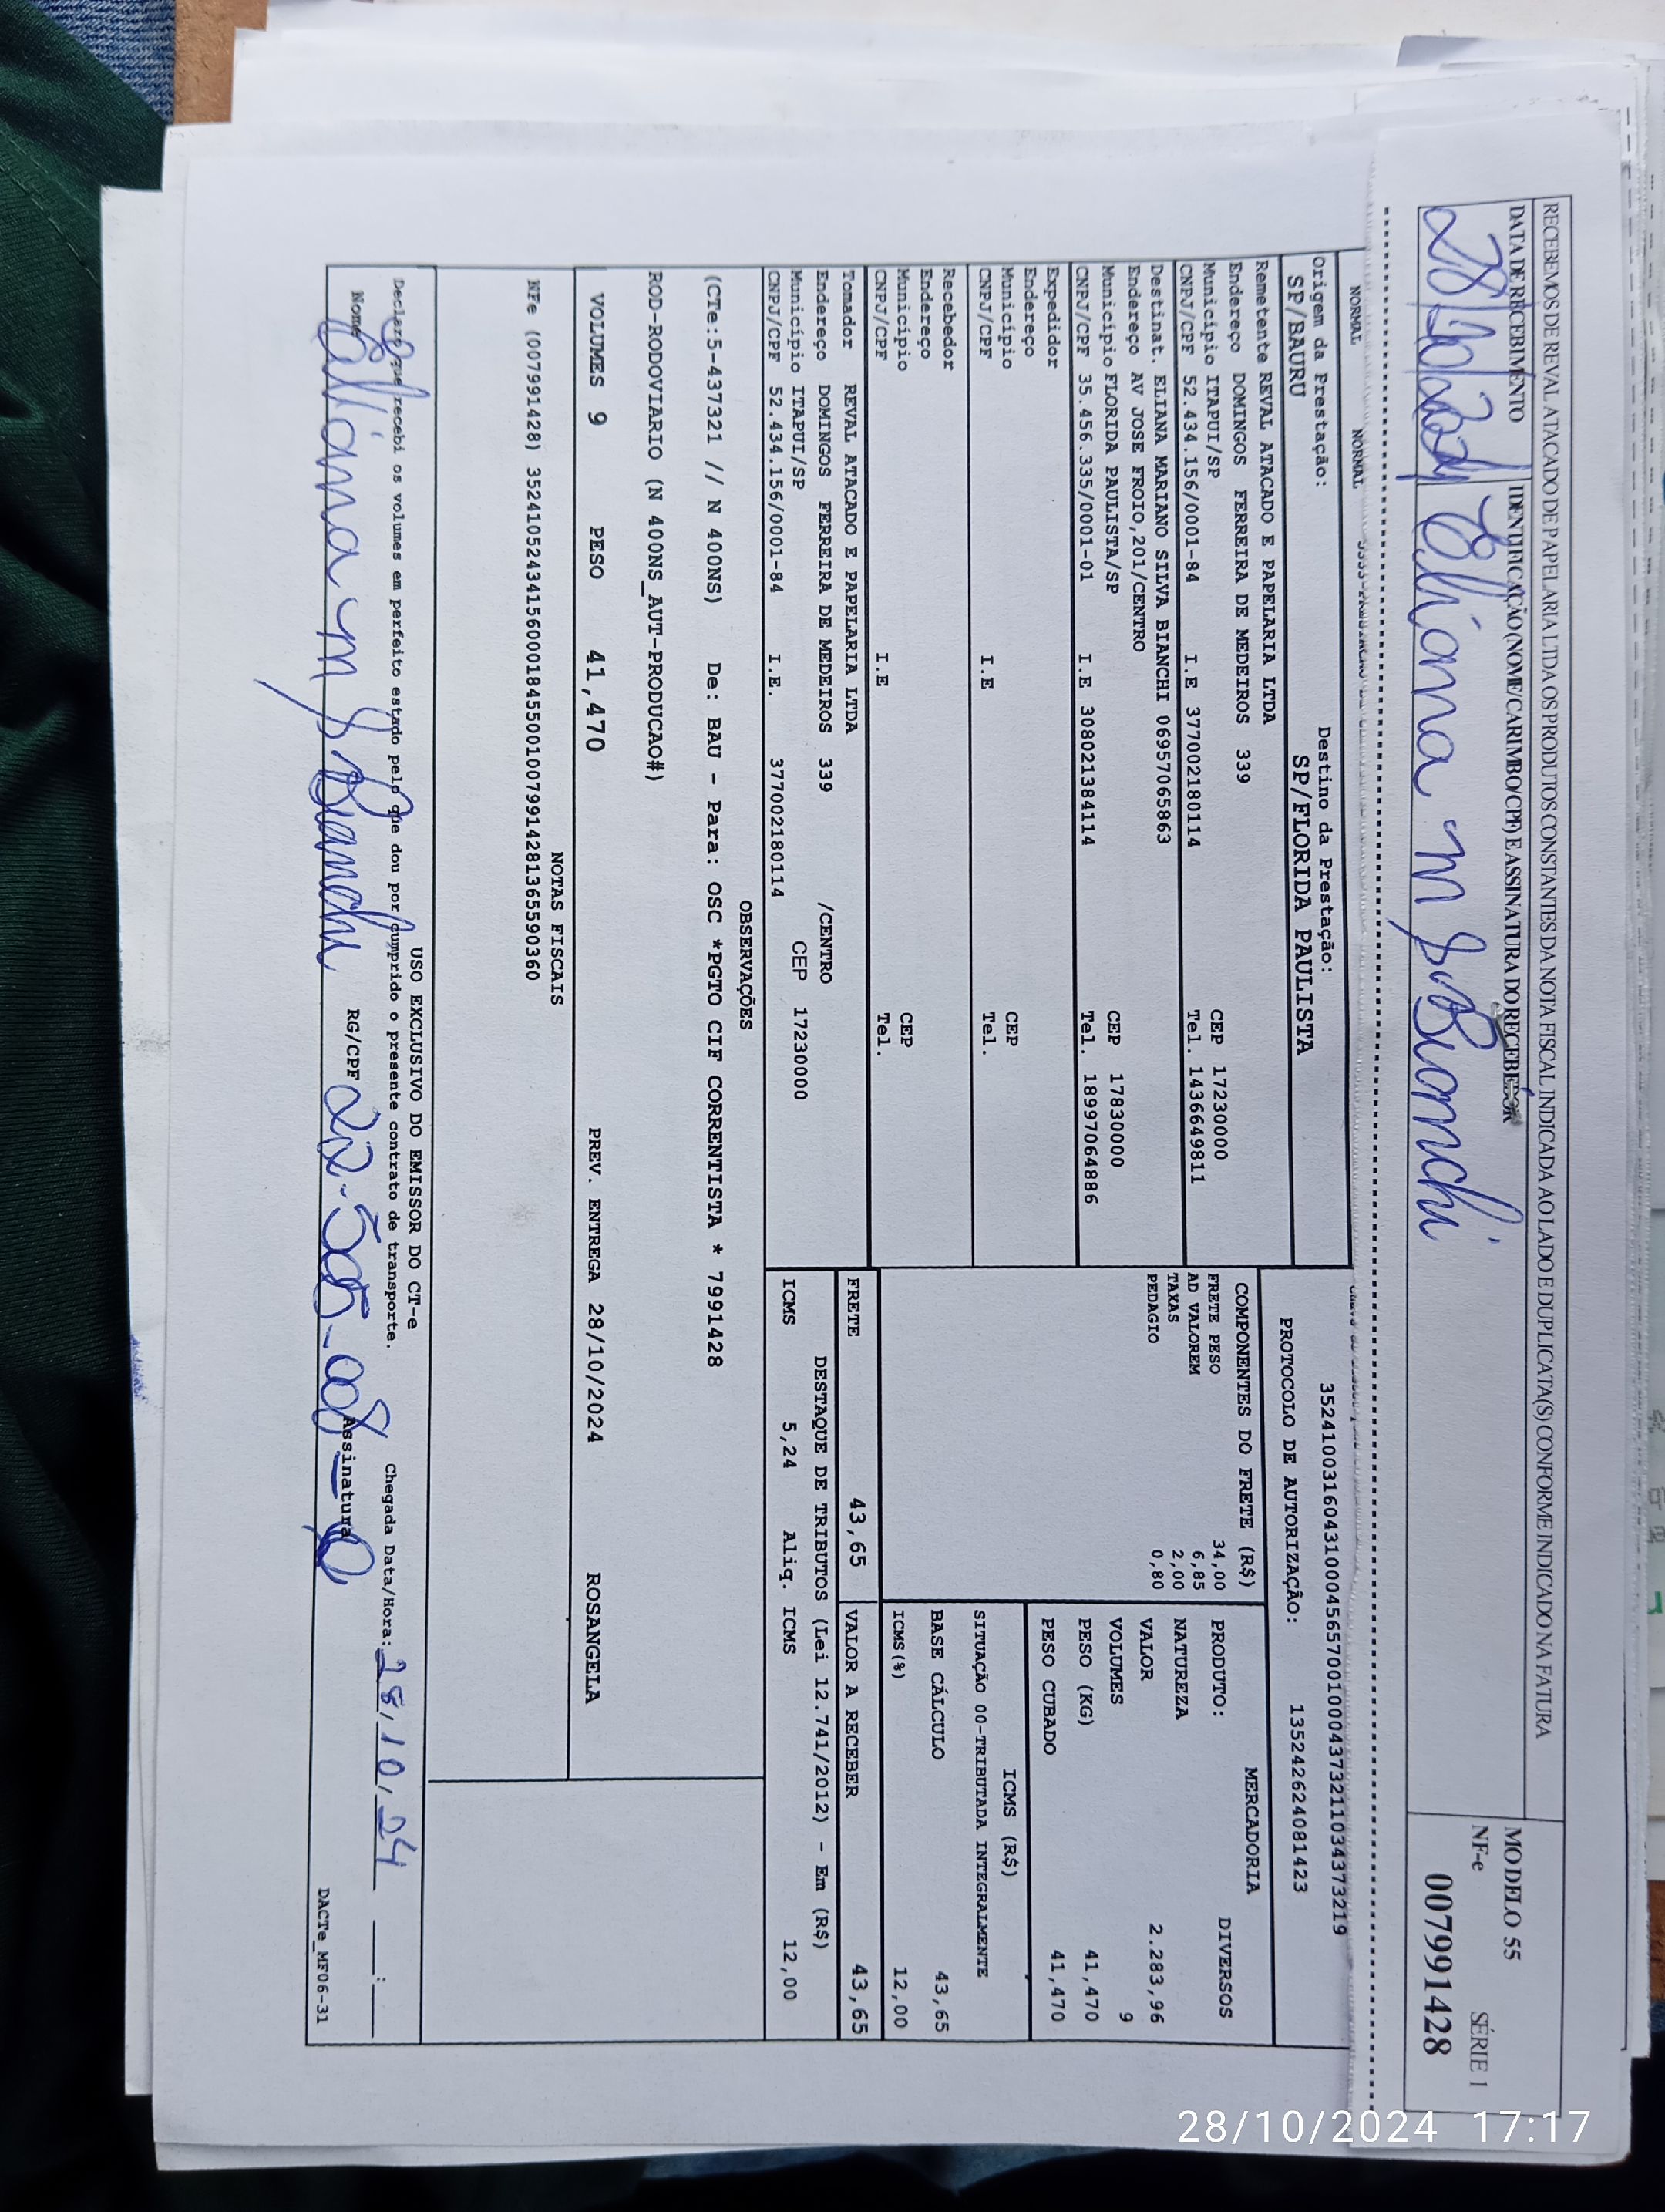 RECEBEMOS DE REVAL ATACADO DE PAPELARIA LTDA OS PRODUTOS CONSTANTES DA NOTA FISCAL INDICADA AO LADO E DUPLICATA(S) CONFORME INDICADO NA FATURA
DATA DE RECEBIMENTO IDENTIFICAÇÃO (NOME/CARIMBO/CPF) E ASSINATURA DO RECEBEDOR
28/10/24 Eliana M S Bianchi
MODELO 55
NF-e SÉRIE 1
007991428
NORMAL NORMAL
Origem da Prestação: Destino da Prestação:
SP/BAURU SP/FLORIDA PAULISTA
35241003160431000456570010004373211034373219
PROTOCOLO DE AUTORIZAÇÃO: 135242624081423
Remetente REVAL ATACADO E PAPELARIA LTDA
Endereço DOMINGOS FERREIRA DE MEDEIROS 339
Município ITAPUI/SP CEP 17230000
CNPJ/CPF 52.434.156/0001-84 I.E 377002180114 Tel. 1436649811
Destinat. ELIANA MARIANO SILVA BIANCHI 06957065863
Endereço AV JOSE FROIO,201/CENTRO
Município FLORIDA PAULISTA/SP CEP 17830000
CNPJ/CPF 35.456.335/0001-01 I.E 308021384114 Tel. 18997064886
Expedidor
Endereço
Município CEP
CNPJ/CPF I.E Tel.
Recebedor
Endereço
Município CEP
CNPJ/CPF I.E Tel.
Tomador REVAL ATACADO E PAPELARIA LTDA
Endereço DOMINGOS FERREIRA DE MEDEIROS 339 /CENTRO
Município ITAPUI/SP CEP 17230000
CNPJ/CPF 52.434.156/0001-84 I.E. 377002180114
COMPONENTES DO FRETE (R$)
FRETE PESO 34,00
AD VALOREM 6,85
TAXAS 2,00
PEDAGIO 0,80
MERCADORIA
PRODUTO: DIVERSOS
NATUREZA
VALOR 2.283,96
VOLUMES 9
PESO (KG) 41,470
PESO CUBADO 41,470
ICMS (R$)
SITUAÇÃO 00-TRIBUTADA INTEGRALMENTE
BASE CÁLCULO 43,65
ICMS(%) 12,00
FRETE 43,65 VALOR A RECEBER 43,65
DESTAQUE DE TRIBUTOS (Lei 12.741/2012) - Em (R$)
ICMS 5,24 Aliq. ICMS 12,00
OBSERVAÇÕES
(CTe:5-437321 // N 400NS) De: BAU - Para: OSC *PGTO CIF CORRENTISTA * 7991428
ROD-RODOVIARIO (N 400NS_AUT-PRODUCAO#)
VOLUMES 9 PESO 41,470 PREV. ENTREGA 28/10/2024 ROSANGELA
NOTAS FISCAIS
NFe (007991428) 35241052434156000184550010079914281365590360
USO EXCLUSIVO DO EMISSOR DO CT-e
Declaro que recebi os volumes em perfeito estado pelo que dou por cumprido o presente contrato de transporte. Chegada Data/Hora: 28/10/24 __:__
Nome Eliana M S Bianchi RG/CPF 22.505.008-0 Assinatura
DACTe_MF06-31
28/10/2024 17:17